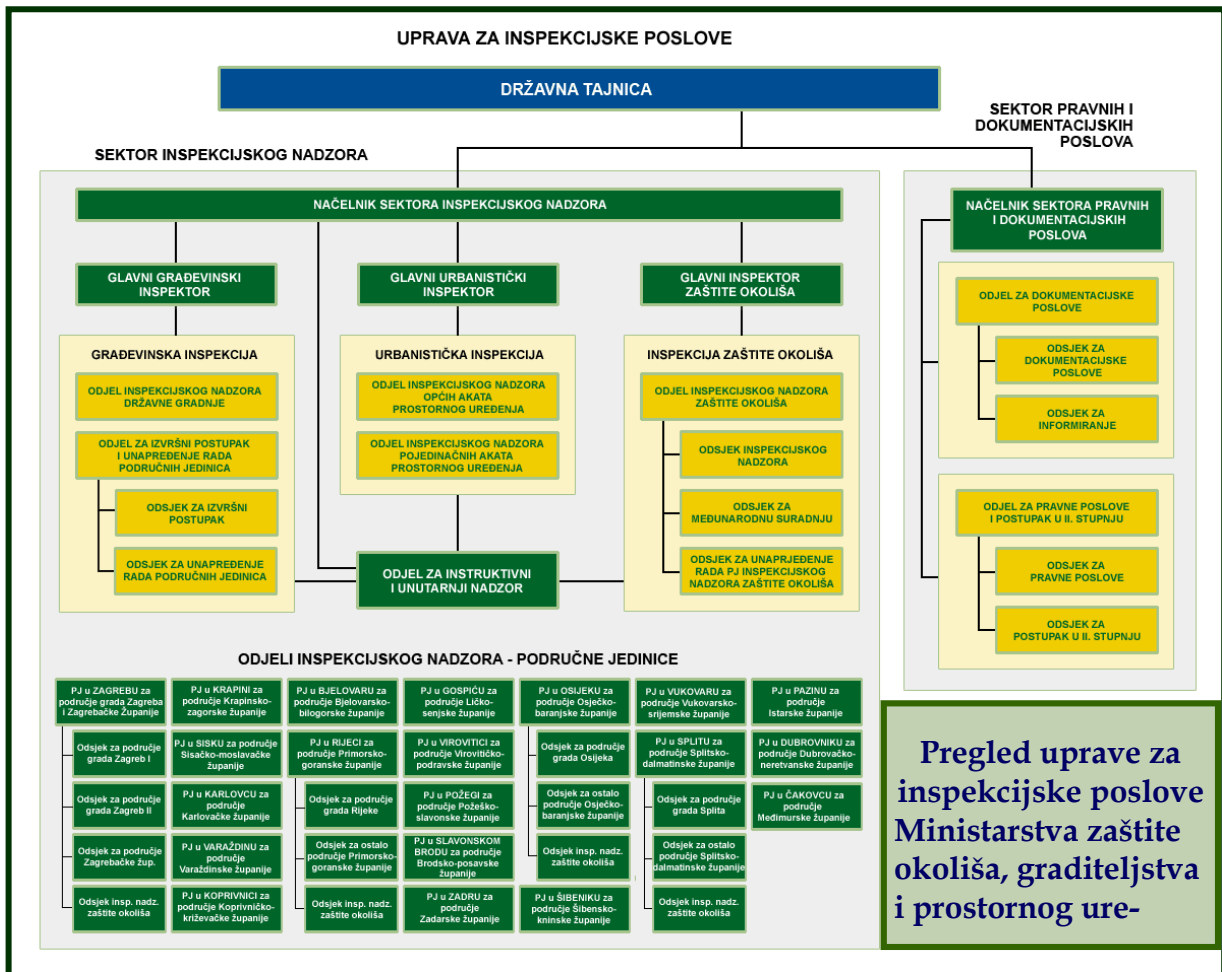 UPRAVA ZA INSPEKCIJSKE POSLOVE
DRŽAVNA TAJNICA
SEKTOR INSPEKCIJSKOG NADZORA
NAČELNIK SEKTORA INSPEKCIJSKOG NADZORA
GLAVNI GRAĐEVINSKI
INSPEKTOR
GRAĐEVINSKA INSPEKCIJA
ODJEL INSPEKCIJSKOG NADZORA
DRŽAVNE GRADNJE
ODJEL ZA IZVRŠNI POSTUPAK
I UNAPREĐENJE RADA
PODRUČNIH JEDINICA
ODSJEK ZA IZVRŠNI
POSTUPAK
ODSJEK ZA UNAPREĐENJE
RADA PODRUČNIH JEDINICA
GLAVNI URBANISTIČKI
INSPEKTOR
URBANISTIČKA INSPEKCIJA
ODJEL INSPEKCIJSKOG NADZORA
OPĆIH AKATA
PROSTORNOG UREĐENJA
ODJEL INSPEKCIJSKOG NADZORA
POJEDINAČNIH AKATA
PROSTORNOG UREĐENJA
ODJEL ZA INSTRUKTIVNI
I UNUTARNJI NADZOR
GLAVNI INSPEKTOR
ZAŠTITE OKOLIŠA
INSPEKCIJA ZAŠTITE OKOLIŠA
ODJEL INSPEKCIJSKOG NADZORA
ZAŠTITE OKOLIŠA
ODSJEK INSPEKCIJSKOG
NADZORA
ODSJEK ZA
MEĐUNARODNU SURADNJU
ODSJEK ZA UNAPRJEĐENJE
RADA PJ INSPEKCIJSKOG
NADZORA ZAŠTITE OKOLIŠA
SEKTOR PRAVNIH I
DOKUMENTACIJSKIH
POSLOVA
NAČELNIK SEKTORA PRAVNIH
I DOKUMENTACIJSKIH
POSLOVA
ODJEL ZA DOKUMENTACIJSKE
POSLOVE
ODSJEK ZA
DOKUMENTACIJSKE
POSLOVE
ODSJEK ZA
INFORMIRANJE
ODJEL ZA PRAVNE POSLOVE
I POSTUPAK U II. STUPNJU
ODSJEK ZA
PRAVNE POSLOVE
ODSJEK ZA
POSTUPAK U II. STUPNJU
ODJELI INSPEKCIJSKOG NADZORA - PODRUČNE JEDINICE
PJ u ZAGREBU za
područje grada Zagreba
i Zagrebačke Županije
Odsjek za područje
grada Zagreb I
Odsjek za područje
grada Zagreb II
Odsjek za područje
Zagrebačke žup.
Odjel insp. nadz.
zaštite okoliša
PJ u KRAPINI za
područje Krapinsko-
zagorske županije
PJ u SISKU za područje
Sisačko-moslavačke
županije
PJ u KARLOVCU za
područje
Karlovačke županije
PJ u VARAŽDINU za
područje
Varaždinske županije
PJ u KOPRIVNICI za
područje Koprivničko-
križevačke županije
PJ u BJELOVARU za
područje Bjelovarsko-
bilogorske županije
PJ u RIJECI za
područje Primorsko-
goranske županije
Odsjek za područje
grada Rijeke
Odsjek za ostalo
područje Primorsko-
goranske županije
Odsjek insp. nadz.
zaštite okoliša
PJ u GOSPIĆU za
područje Ličko-
senjske županije
PJ u VIROVITICI za
područje Virovitičko-
podravske županije
PJ u POŽEGI za
područje Požeško-
slavonske županije
PJ u SLAVONSKOM
BRODU za područje
Brodsko-posavske
županije
PJ u ZADRU za
područje
Zadarske županije
PJ u OSIJEKU za
područje Osječko-
baranjske županije
Odsjek za područje
grada Osijeka
Odsjek za ostalo
područje Osječko-
baranjske županije
Odsjek insp. nadz.
zaštite okoliša
PJ u ŠIBENIKU za
područje Šibensko-
kninske županije
PJ u VUKOVARU za
područje Vukovarsko-
srijemske županije
PJ u SPLITU za
područje Splitsko-
dalmatinske županije
Odsjek za područje
grada Splita
Odsjek za ostalo
područje Splitsko-
dalmatinske županije
Odsjek insp. nadz.
zaštite okoliša
PJ u PAZINU za
područje
Istarske županije
PJ u DUBROVNIKU za
područje Dubrovačko-
neretvanske županije
PJ u ČAKOVCU za
područje
Međimurske županije
Pregled uprave za
inspekcijske poslove
Ministarstva zaštite
okoliša, graditeljstva
i prostornog ure-